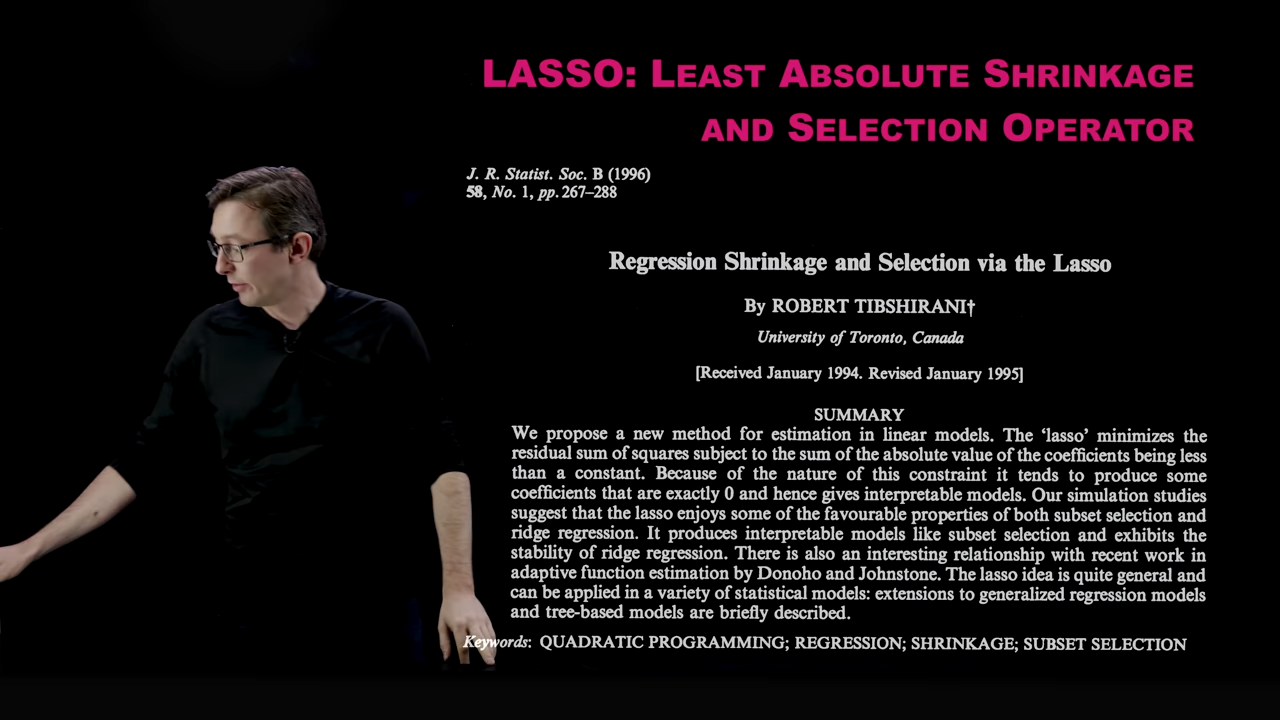 LASSO: LEAST ABSOLUTE SHRINKAGE
AND SELECTION OPERATOR
J. R. Statist. Soc. B (1996)
58, No. 1, pp. 267–288
Regression Shrinkage and Selection via the Lasso
By ROBERT TIBSHIRANI†
University of Toronto, Canada
[Received January 1994. Revised January 1995]
SUMMARY
We propose a new method for estimation in linear models. The ‘lasso’ minimizes the
residual sum of squares subject to the sum of the absolute value of the coefficients being less
than a constant. Because of the nature of this constraint it tends to produce some
coefficients that are exactly 0 and hence gives interpretable models. Our simulation studies
suggest that the lasso enjoys some of the favourable properties of both subset selection and
ridge regression. It produces interpretable models like subset selection and exhibits the
stability of ridge regression. There is also an interesting relationship with recent work in
adaptive function estimation by Donoho and Johnstone. The lasso idea is quite general and
can be applied in a variety of statistical models: extensions to generalized regression models
and tree-based models are briefly described.
Keywords: QUADRATIC PROGRAMMING; REGRESSION; SHRINKAGE; SUBSET SELECTION